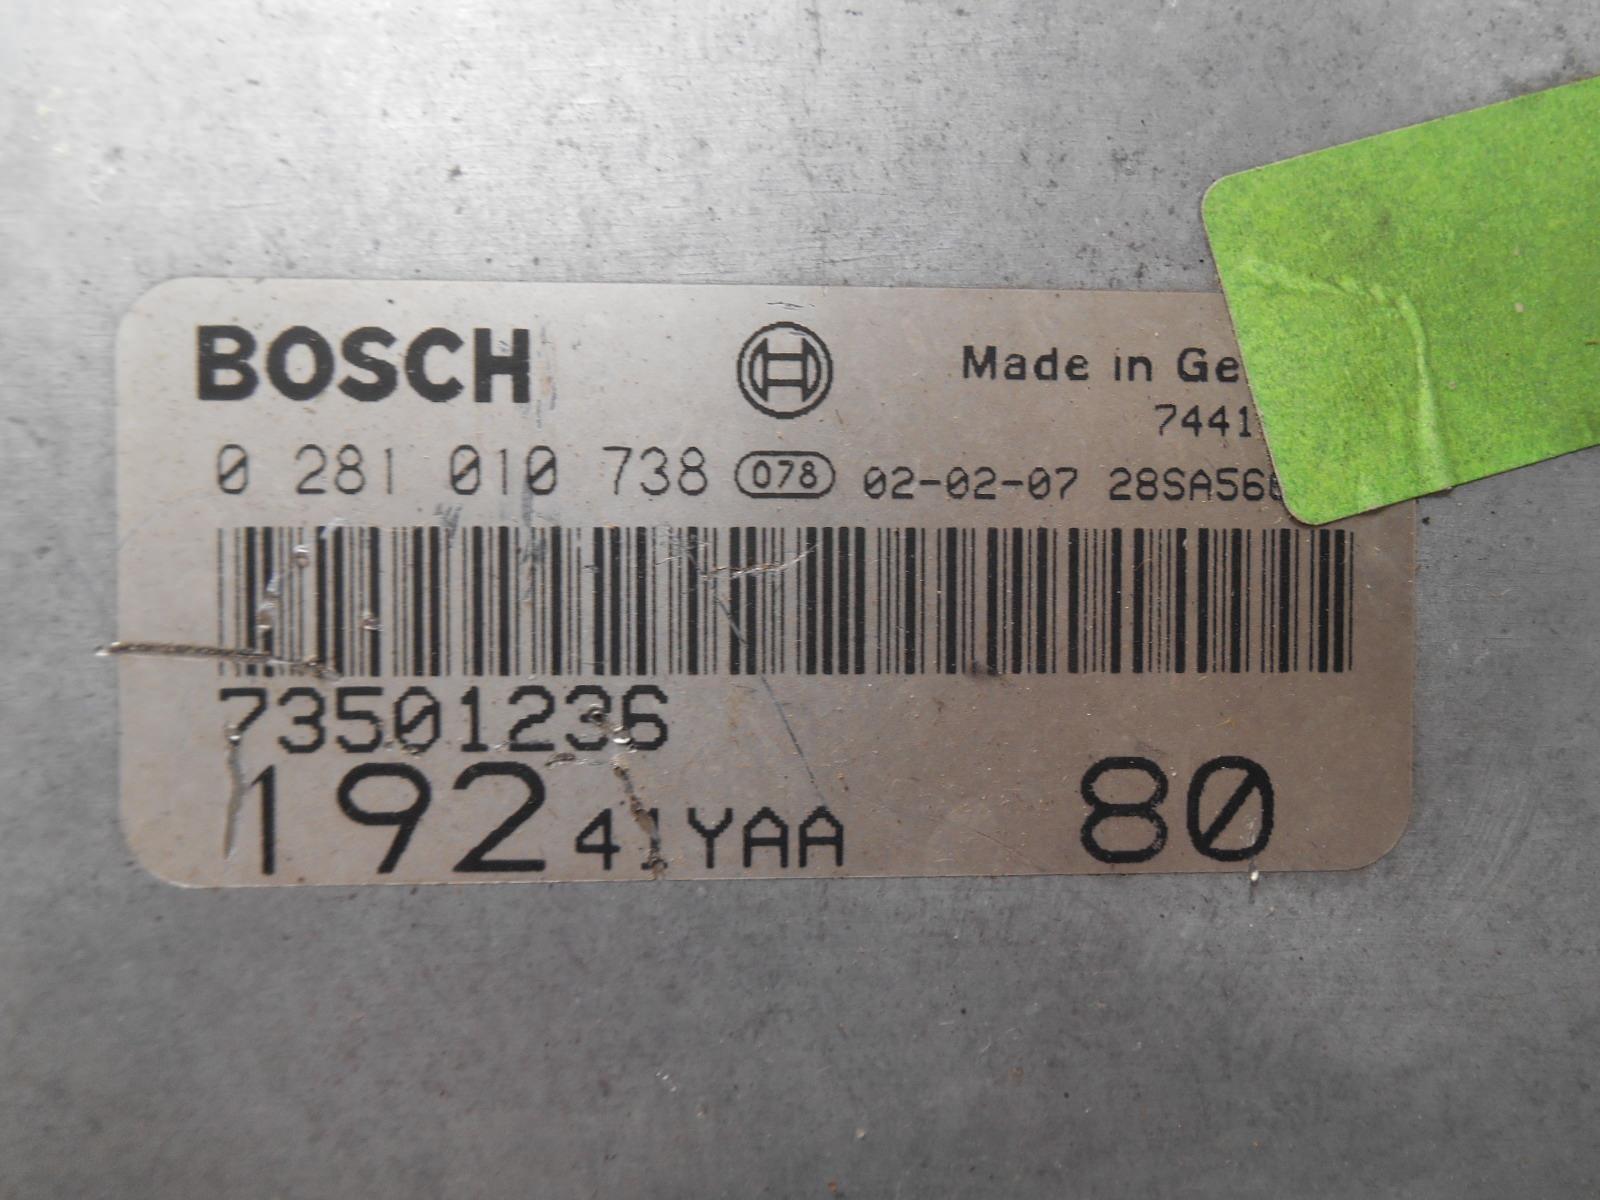 BOSCH Made in Ge
7441
0 281 010 738 078 02-02-07 28SA56
73501236
192 41YAA 80